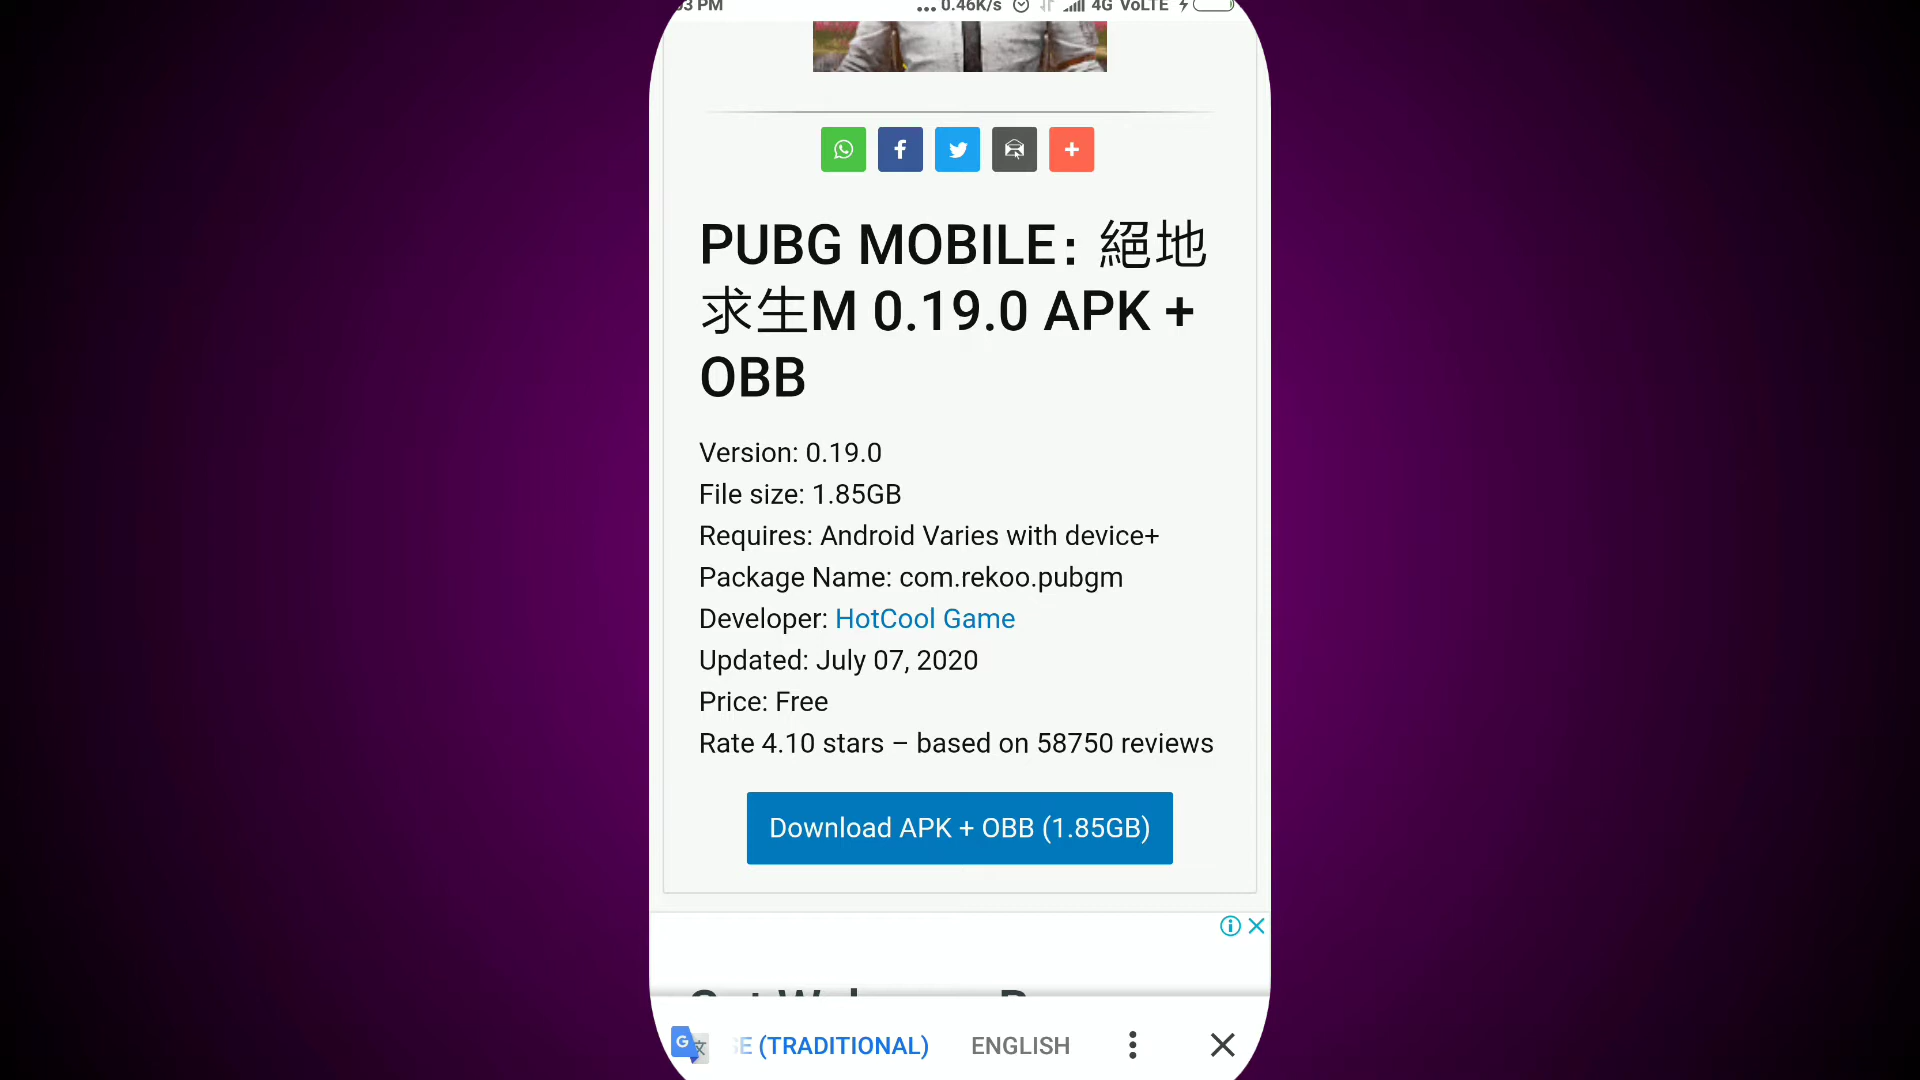 3 PM ... 0.46K/s 4G VoLTE
PUBG MOBILE：絕地
求生M 0.19.0 APK +
OBB
Version: 0.19.0
File size: 1.85GB
Requires: Android Varies with device+
Package Name: com.rekoo.pubgm
Developer: HotCool Game
Updated: July 07, 2020
Price: Free
Rate 4.10 stars – based on 58750 reviews
Download APK + OBB (1.85GB)
(TRADITIONAL) ENGLISH